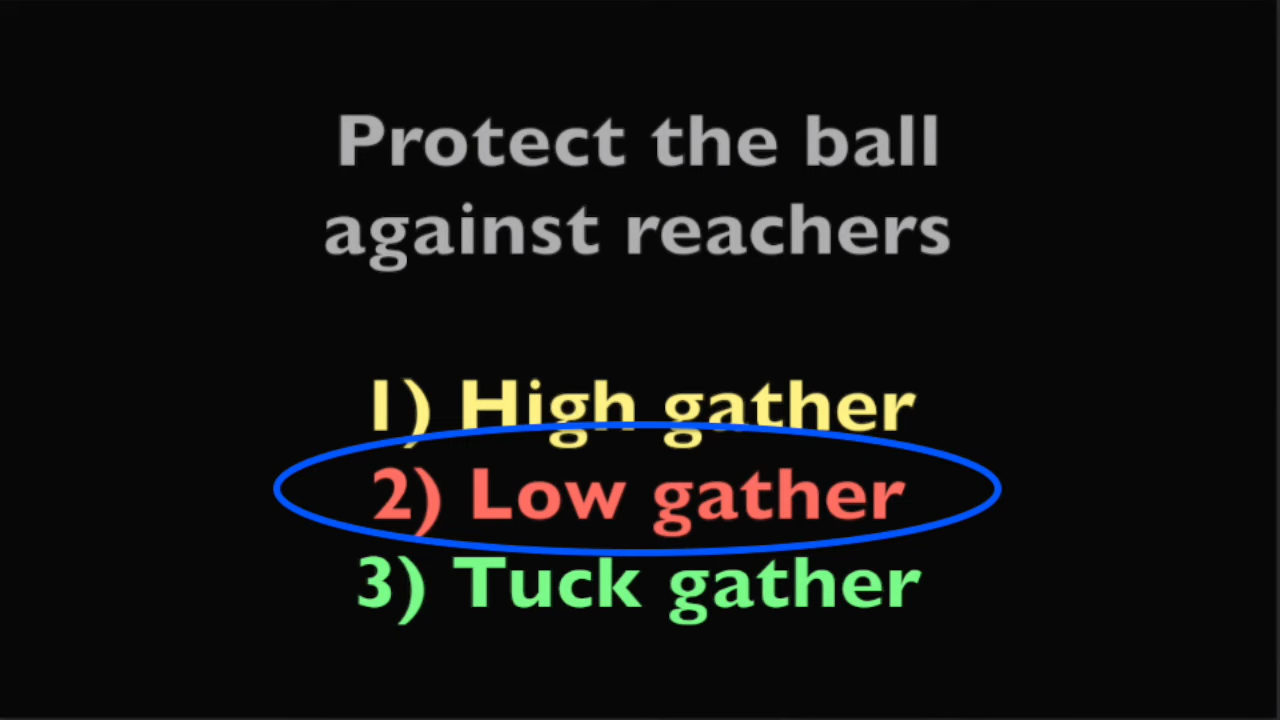 Protect the ball
against reachers
1) High gather
2) Low gather
3) Tuck gather